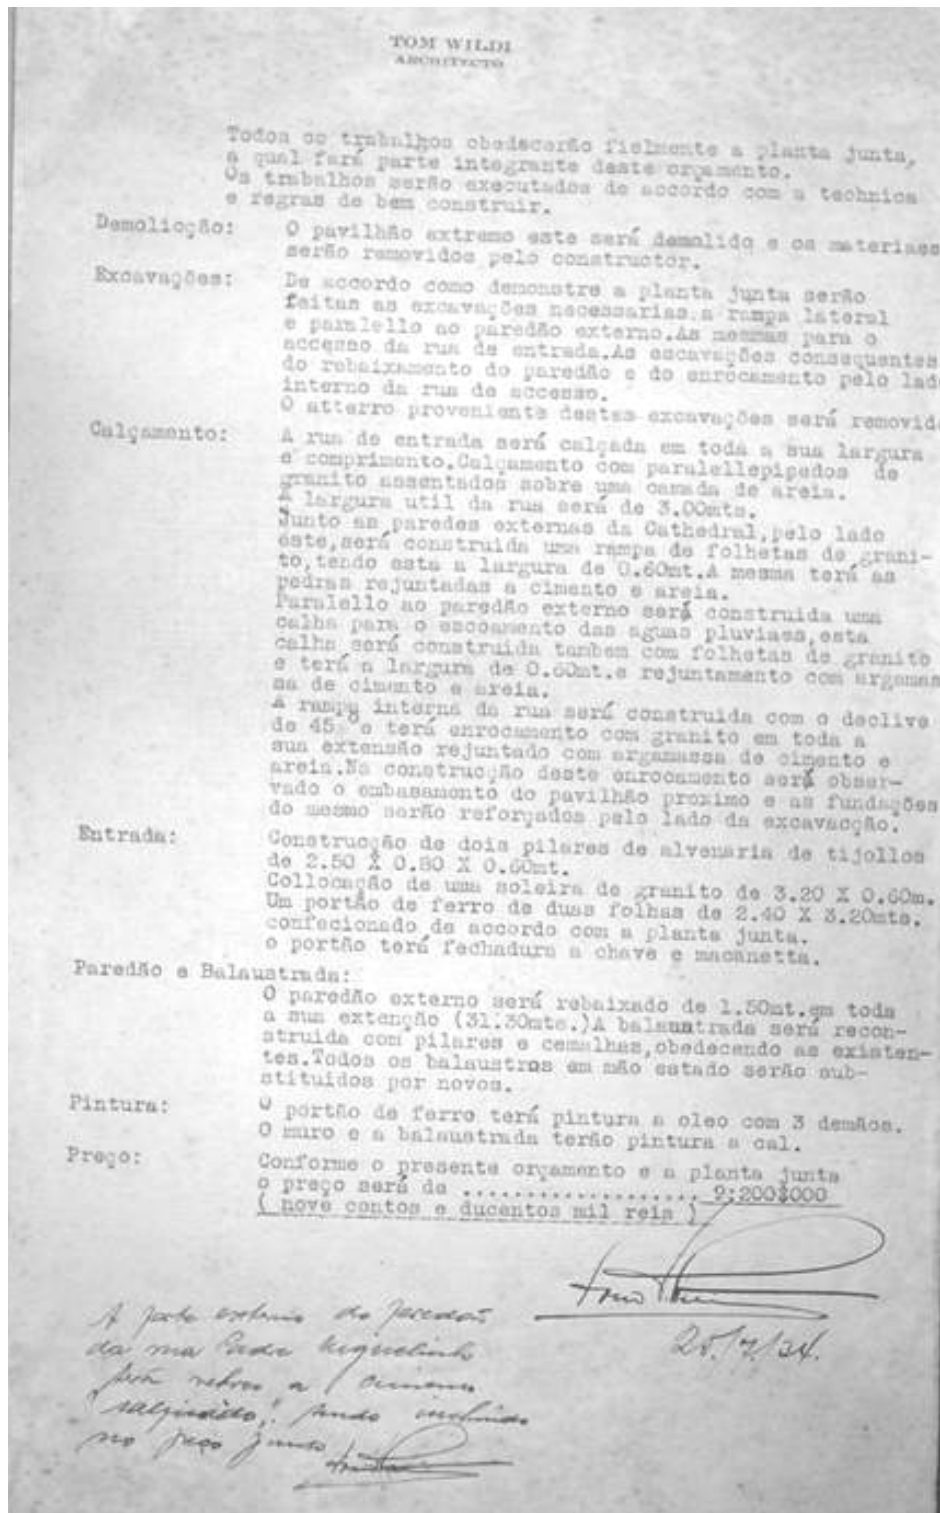 TOM WILDI
ARCHITECTO
Todos os trabalhos obedecerão fielmente a planta junta,
a qual fará parte integrante deste orçamento.
Os trabalhos serão executados de accordo com a technica
e regras de bem construir.
Demolicção: O pavilhão extremo este será demolido e os materiaes
serão removidos pelo constructor.
Excavações: De accordo como demonstre a planta junta serão
feitas as excavações necessarias.a rampa lateral
e paralello ao paredão externo.As mesmas para o
accesso da rua de entrada.As escavações consequentes
do rebaixamento do paredão e do enrocamento pelo lado
interno da rua de accesso.
O atterro proveniente destas excavações será removido
Calçamento: A rua de entrada será calçada em toda a sua largura
e comprimento.Calçamento com paralellepipedos de
granito assentados sobre uma camada de areia.
A largura util da rua será de 3.00mts.
Junto as paredes externas da Cathedral,pelo lado
este,será construida uma rampa de folhetas de grani-
to,tendo esta a largura de 0.60mt.A mesma terá as
pedras rejuntadas a cimento e areia.
Paralello ao paredão externo será construida uma
calha para o escoamento das aguas pluviaes,esta
calha será construida tambem com folhetas de granito
e terá a largura de 0.60mt.e rejuntamento com argamas
sa de cimento e areia.
A rampa interna da rua será construida com o declive
de 45°e terá enrocamento com granito em toda a
sua extensão rejuntado com argamassa de cimento e
areia.Na construcção deste enrocamento será obser-
vado o embasamento do pavilhão proximo e as fundações
do mesmo serão reforçados pelo lado da excavacção.
Entrada: Construcção de dois pilares de alvenaria de tijollos
de 2.50 X 0.80 X 0.60mt.
Collocação de uma soleira de granito de 3.20 X 0.60m.
Um portão de ferro de duas folhas de 2.40 X 3.20mts.
confecionado de accordo com a planta junta.
o portão terá fechadura a chave e macanetta.
Paredão e Balaustrada:
O paredão externo será rebaixado de 1.50mt.em toda
a sua extenção (31.30mts.)A balaustrada será recon-
struida com pilares e cemalhas,obedecendo as existen-
tes.Todos os balaustros em mão estado serão sub-
stituidos por novos.
Pintura: O portão de ferro terá pintura a oleo com 3 demãos.
O muro e a balaustrada terão pintura a cal.
Preço: Conforme o presente orçamento e a planta junta
o preço será de ................... 9:200$000
( nove contos e ducentos mil reis )
A parte externa do paredão
da rua Padre Miguelinho
terá reboco a cimento
"salpicado", sendo incluido
no preço junto
25/7/34.